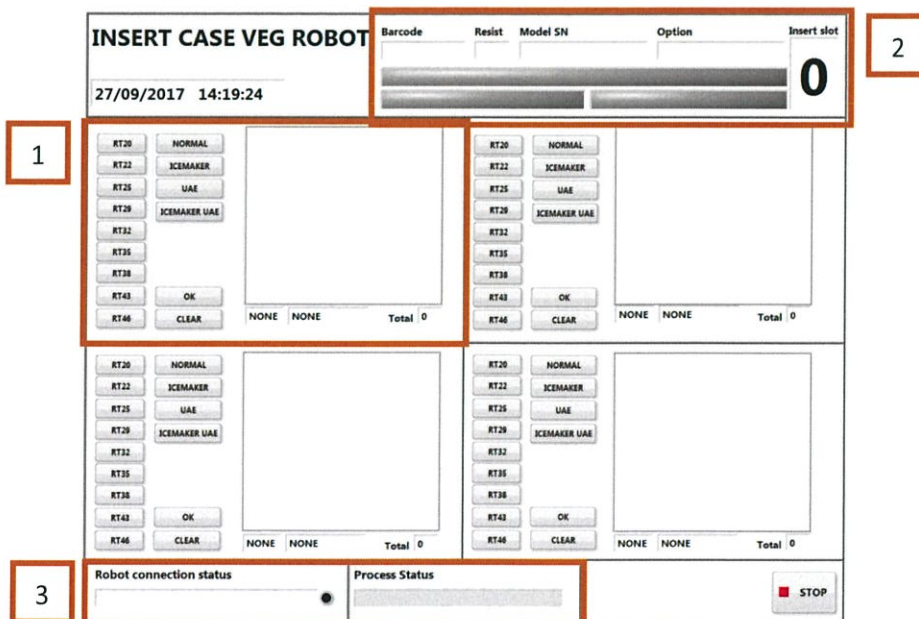 INSERT CASE VEG ROBOT
27/09/2017 14:19:24
Barcode Resist Model SN Option Insert slot
0
2
1
RT20 NORMAL
RT22 ICEMAKER
RT25 UAE
RT29 ICEMAKER UAE
RT32
RT35
RT38
RT43 OK
RT46 CLEAR
NONE NONE Total 0
RT20 NORMAL
RT22 ICEMAKER
RT25 UAE
RT29 ICEMAKER UAE
RT32
RT35
RT38
RT43 OK
RT46 CLEAR
NONE NONE Total 0
RT20 NORMAL
RT22 ICEMAKER
RT25 UAE
RT29 ICEMAKER UAE
RT32
RT35
RT38
RT43 OK
RT46 CLEAR
NONE NONE Total 0
RT20 NORMAL
RT22 ICEMAKER
RT25 UAE
RT29 ICEMAKER UAE
RT32
RT35
RT38
RT43 OK
RT46 CLEAR
NONE NONE Total 0
3
Robot connection status
Process Status
STOP